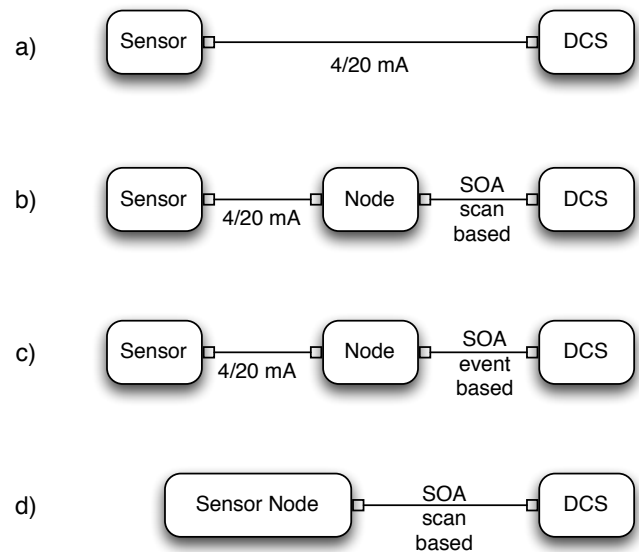 a)
Sensor
DCS
4/20 mA
b)
Sensor
Node
DCS
4/20 mA
SOA
scan
based
c)
Sensor
Node
DCS
4/20 mA
SOA
event
based
d)
Sensor Node
DCS
SOA
scan
based